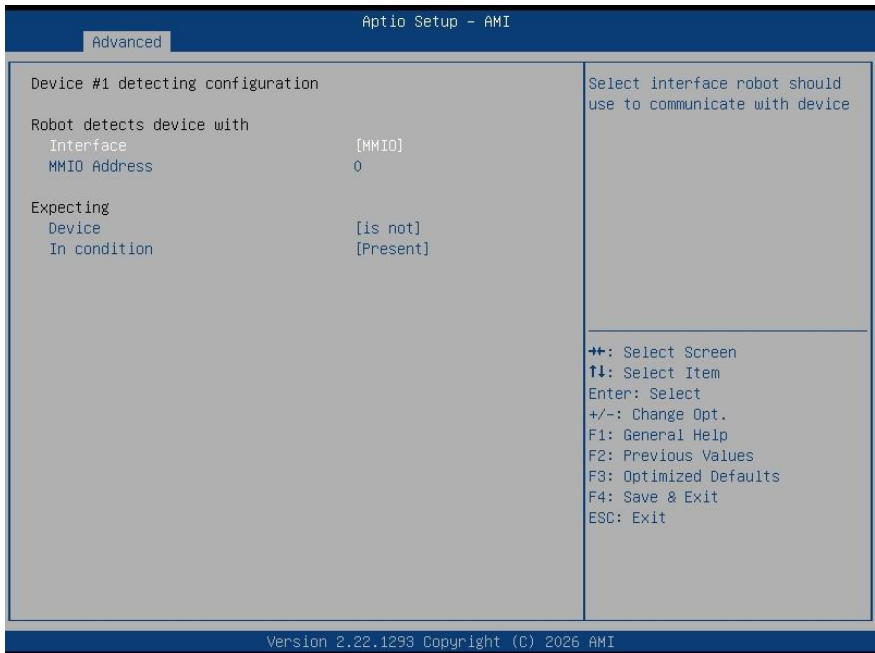 Aptio Setup – AMI
Advanced
Device #1 detecting configuration
Robot detects device with
Interface [MMIO]
MMIO Address 0
Expecting
Device [is not]
In condition [Present]
Select interface robot should
use to communicate with device
→←: Select Screen
↑↓: Select Item
Enter: Select
+/-: Change Opt.
F1: General Help
F2: Previous Values
F3: Optimized Defaults
F4: Save & Exit
ESC: Exit
Version 2.22.1293 Copyright (C) 2026 AMI